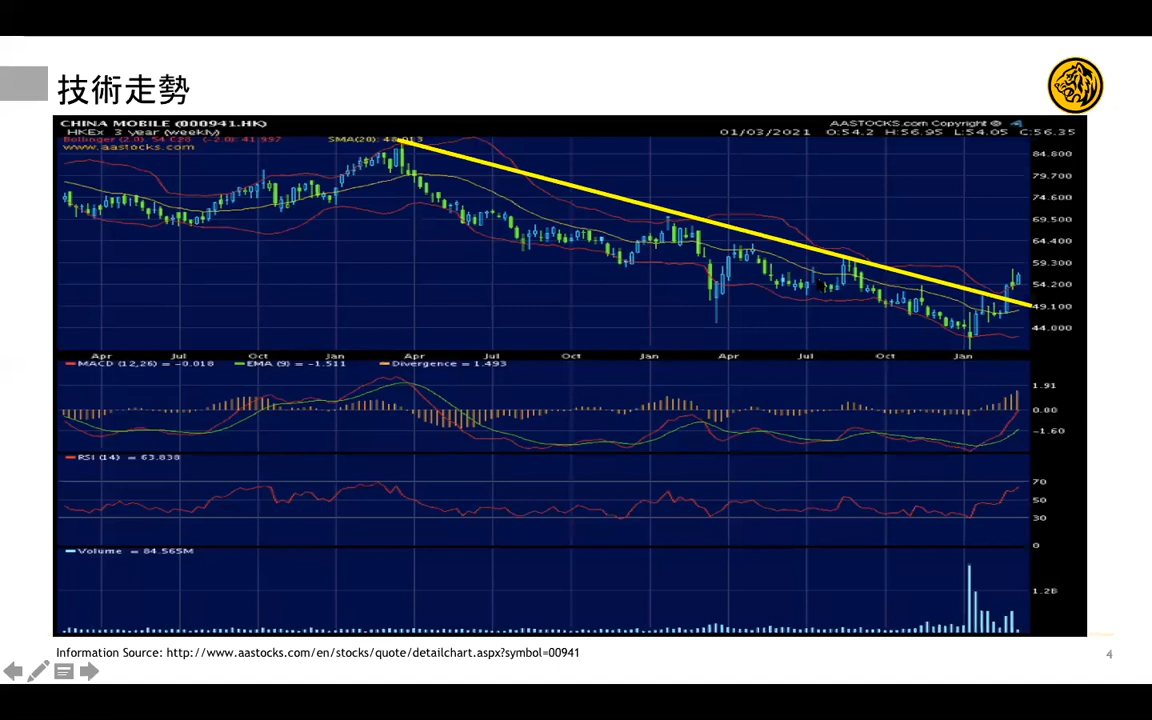 技術走勢
CHINA MOBILE (000941.HK)
AASTOCKS.com Copyright ©
HKEx 3 year (weekly)
01/03/2021 O:54.2 H:56.95 L:54.05 C:56.35
www.aastocks.com
84.800
79.700
74.600
69.500
64.400
59.300
54.200
49.100
44.000
Apr Jul Oct Jan Apr Jul Oct Jan Apr Jul Oct Jan
MACD (12,26) = -0.018 EMA (9) = -1.511 Divergence = 1.493
1.91
0.00
-1.60
RSI (14) = 63.838
70
50
30
0
Volume = 84.565M
1.2B
Information Source: http://www.aastocks.com/en/stocks/quote/detailchart.aspx?symbol=00941
4